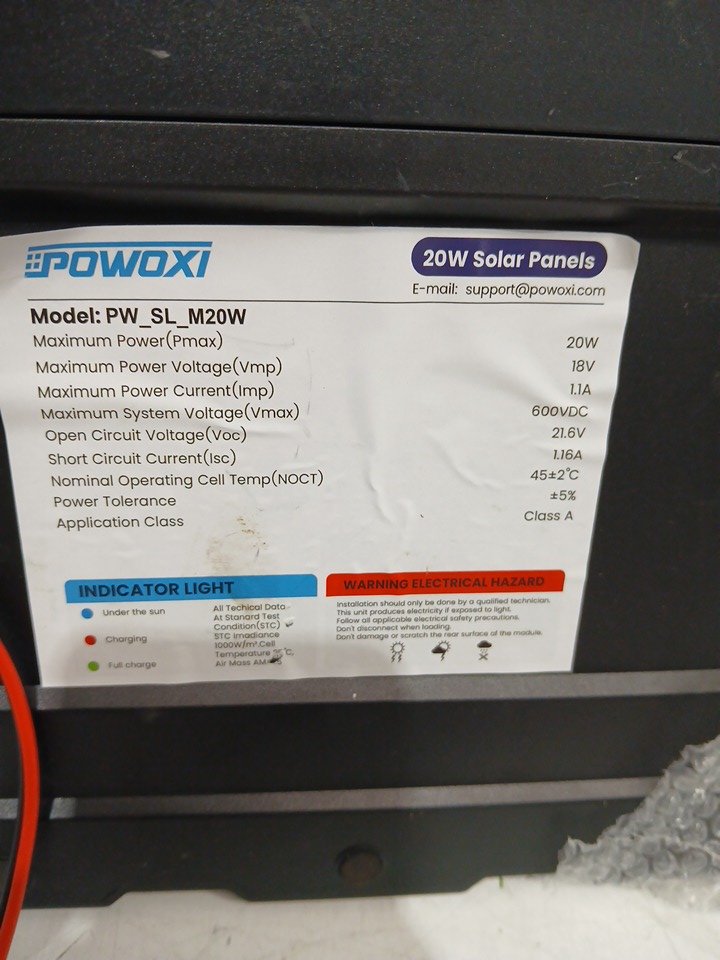 POWOXI
20W Solar Panels
E-mail: support@powoxi.com
Model: PW_SL_M20W
Maximum Power(Pmax) 20W
Maximum Power Voltage(Vmp) 18V
Maximum Power Current(Imp) 1.1A
Maximum System Voltage(Vmax) 600VDC
Open Circuit Voltage(Voc) 21.6V
Short Circuit Current(Isc) 1.16A
Nominal Operating Cell Temp(NOCT) 45±2°C
Power Tolerance ±5%
Application Class Class A
INDICATOR LIGHT
Under the sun
Charging
Full charge
All Techical Data
At Stanard Test
Condition(STC)
STC Irradiance
1000W/m².Cell
Temperature
Air Mass
WARNING ELECTRICAL HAZARD
Installation should only be done by a qualified technician.
This unit produces electricity if exposed to light.
Follow all applicable electrical safety precautions.
Don't disconnect when loading.
Don't damage or scratch the rear surface of the module.